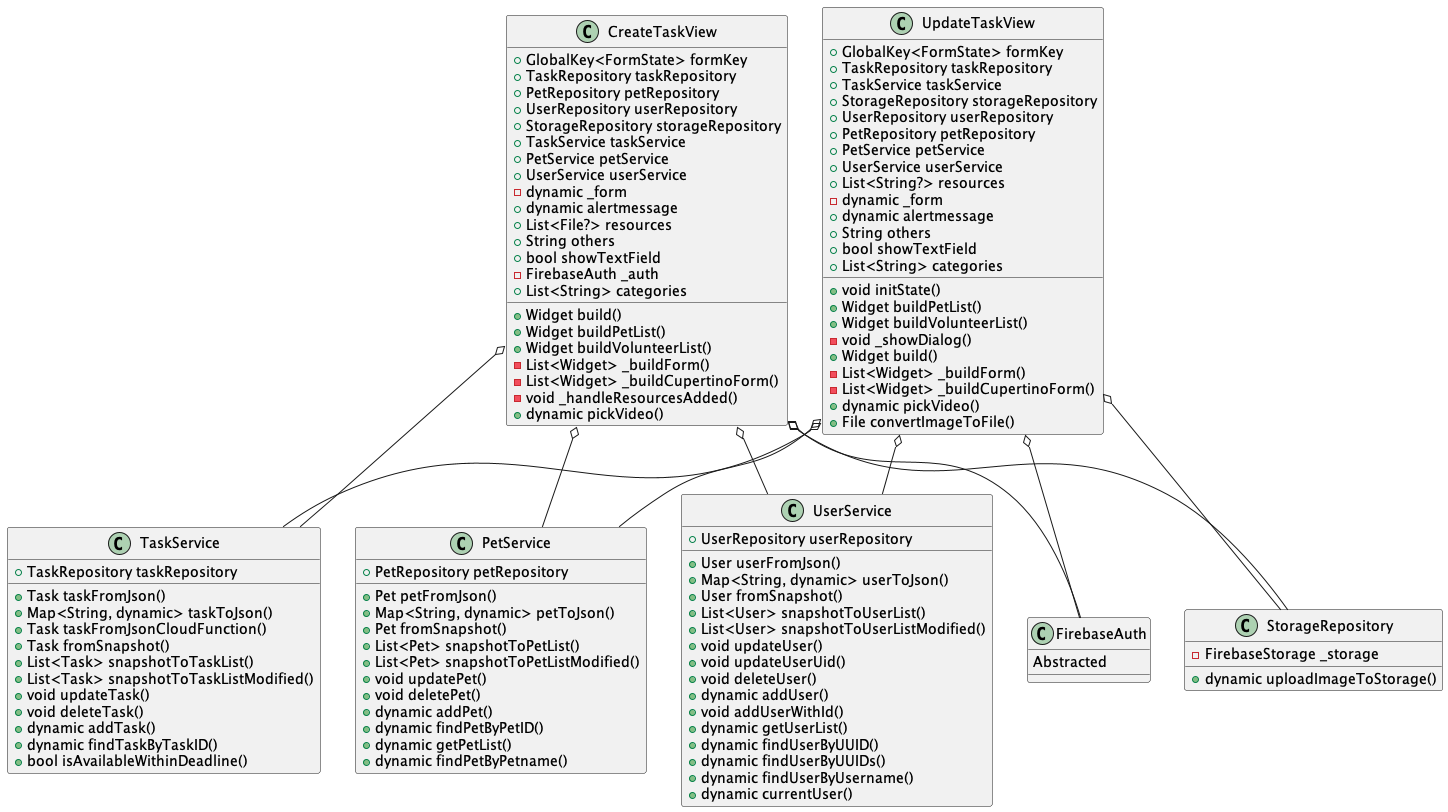 C CreateTaskView
GlobalKey<FormState> formKey
TaskRepository taskRepository
PetRepository petRepository
UserRepository userRepository
StorageRepository storageRepository
TaskService taskService
PetService petService
UserService userService
dynamic _form
dynamic alertmessage
List<File?> resources
String others
bool showTextField
FirebaseAuth _auth
List<String> categories
Widget build()
Widget buildPetList()
Widget buildVolunteerList()
List<Widget> _buildForm()
List<Widget> _buildCupertinoForm()
void _handleResourcesAdded()
dynamic pickVideo()
C UpdateTaskView
GlobalKey<FormState> formKey
TaskRepository taskRepository
TaskService taskService
StorageRepository storageRepository
UserRepository userRepository
PetRepository petRepository
PetService petService
UserService userService
List<String?> resources
dynamic _form
dynamic alertmessage
String others
bool showTextField
List<String> categories
void initState()
Widget buildPetList()
Widget buildVolunteerList()
void _showDialog()
Widget build()
List<Widget> _buildForm()
List<Widget> _buildCupertinoForm()
dynamic pickVideo()
File convertImageToFile()
C TaskService
TaskRepository taskRepository
Task taskFromJson()
Map<String, dynamic> taskToJson()
Task taskFromJsonCloudFunction()
Task fromSnapshot()
List<Task> snapshotToTaskList()
List<Task> snapshotToTaskListModified()
void updateTask()
void deleteTask()
dynamic addTask()
dynamic findTaskByTaskID()
bool isAvailableWithinDeadline()
C PetService
PetRepository petRepository
Pet petFromJson()
Map<String, dynamic> petToJson()
Pet fromSnapshot()
List<Pet> snapshotToPetList()
List<Pet> snapshotToPetListModified()
void updatePet()
void deletePet()
dynamic addPet()
dynamic findPetByPetID()
dynamic getPetList()
dynamic findPetByPetname()
C UserService
UserRepository userRepository
User userFromJson()
Map<String, dynamic> userToJson()
User fromSnapshot()
List<User> snapshotToUserList()
List<User> snapshotToUserListModified()
void updateUser()
void updateUserUid()
void deleteUser()
dynamic addUser()
void addUserWithId()
dynamic getUserList()
dynamic findUserByUUID()
dynamic findUserByUUIDs()
dynamic findUserByUsername()
dynamic currentUser()
C FirebaseAuth
Abstracted
C StorageRepository
FirebaseStorage _storage
dynamic uploadImageToStorage()